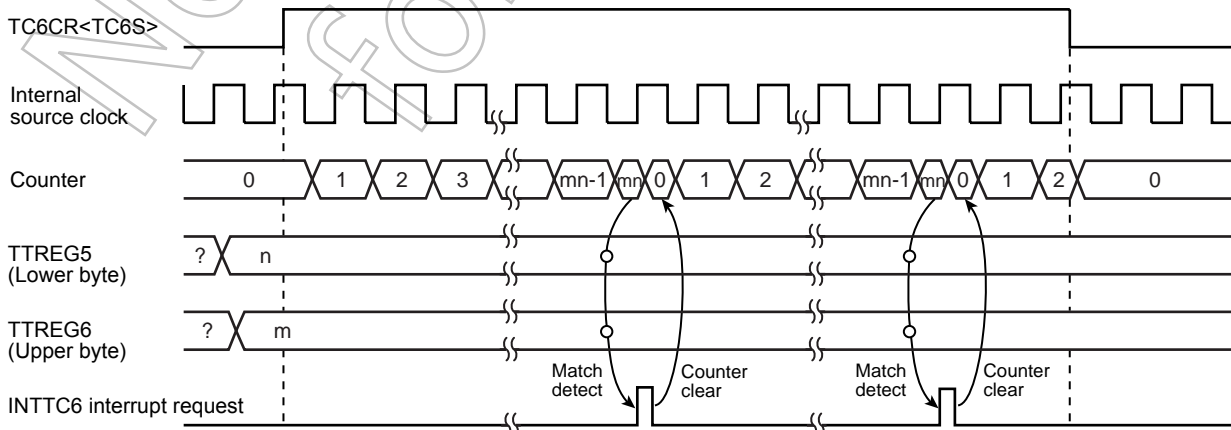 TC6CR<TC6S>
Internal
source clock
Counter 0 1 2 3 mn-1 mn 0 1 2 mn-1 mn 0 1 2 0
TTREG5 ? n
(Lower byte)
TTREG6 ? m
(Upper byte)
Match Counter Match Counter
detect clear detect clear
INTTC6 interrupt request